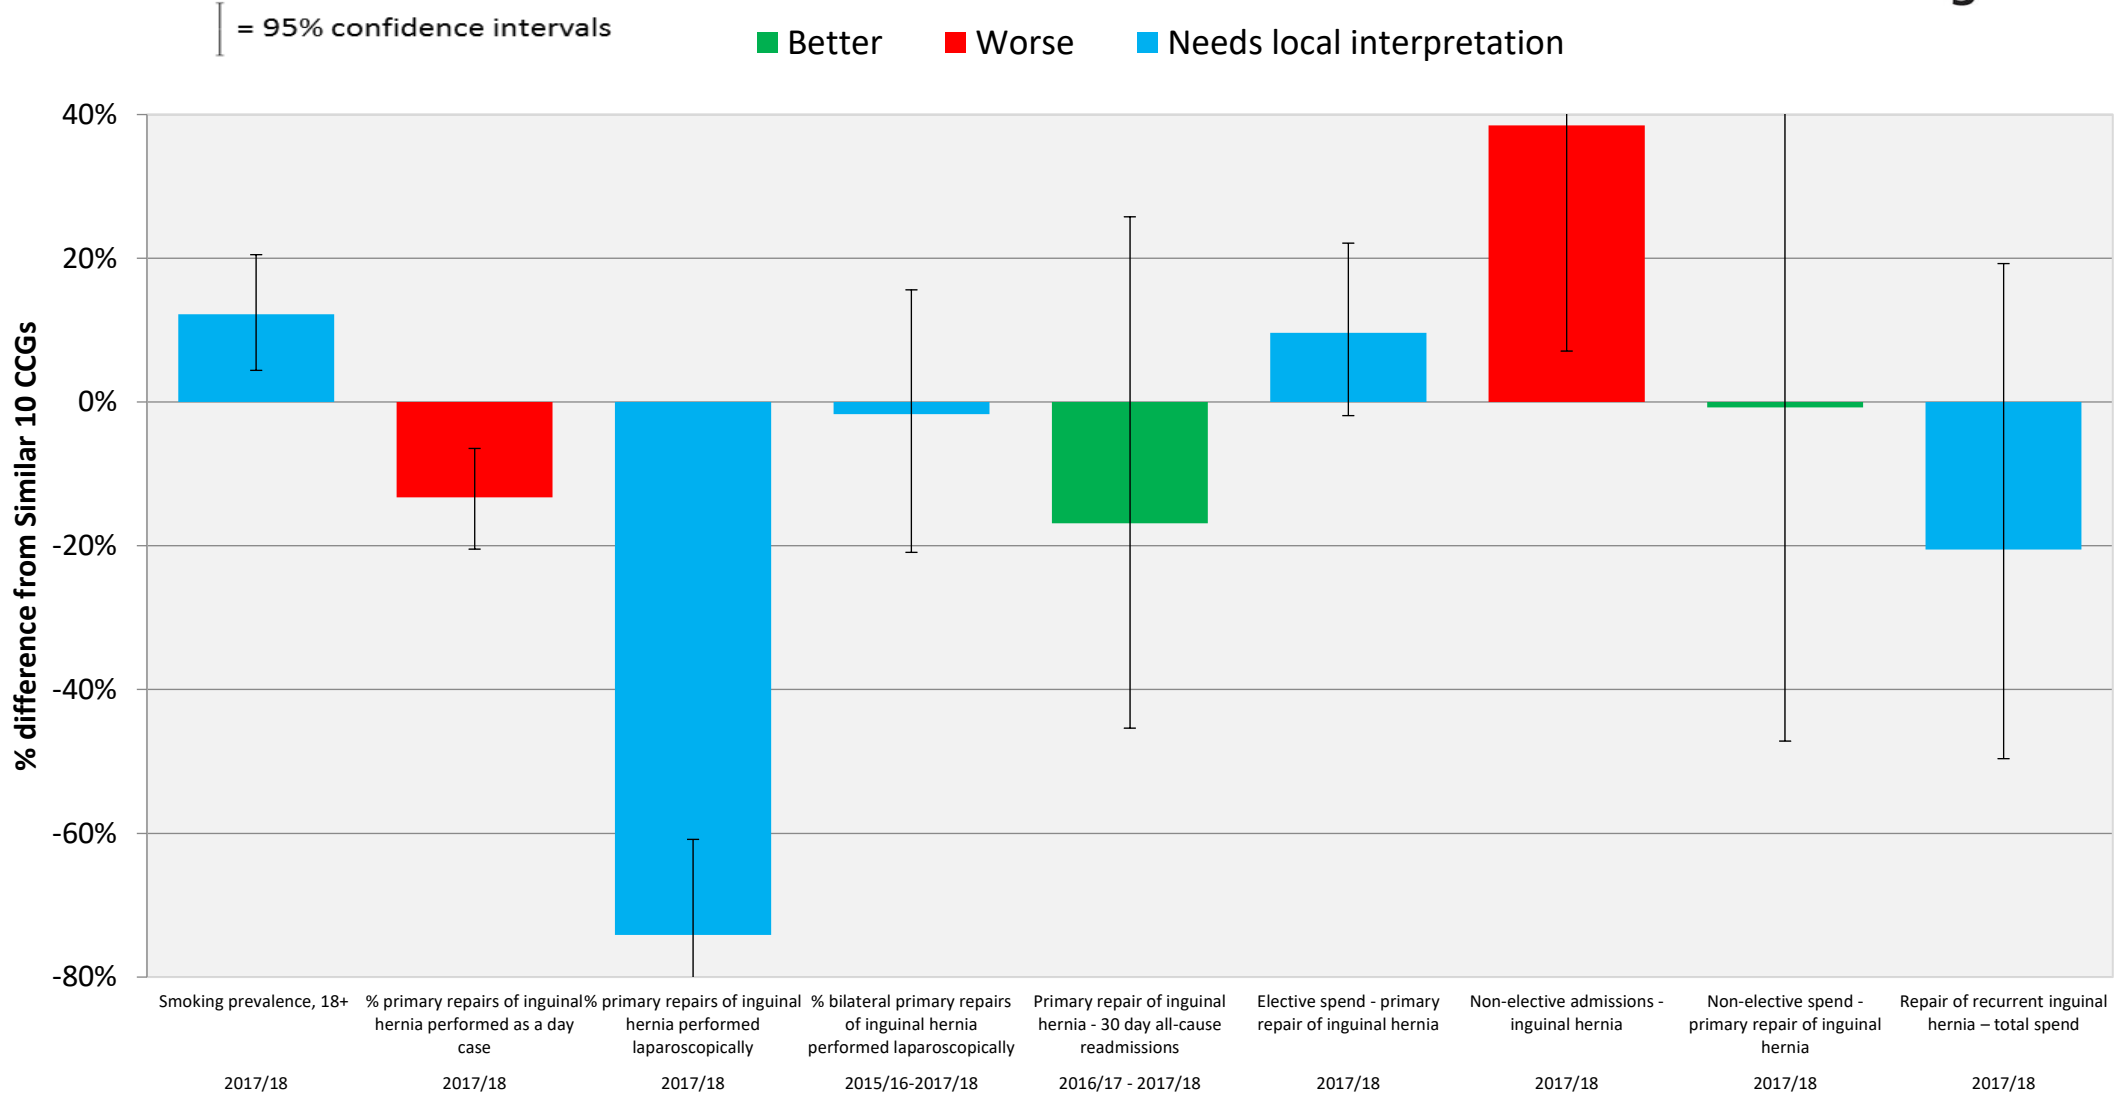 = 95% confidence intervals
Better Worse Needs local interpretation
40%
20%
0%
-20%
-40%
-60%
-80%
% difference from Similar 10 CCGs
Smoking prevalence, 18+
2017/18
% primary repairs of inguinal
hernia performed as a day
case
2017/18
% primary repairs of inguinal
hernia performed
laparoscopically
2017/18
% bilateral primary repairs
of inguinal hernia
performed laparoscopically
2015/16-2017/18
Primary repair of inguinal
hernia - 30 day all-cause
readmissions
2016/17 - 2017/18
Elective spend - primary
repair of inguinal hernia
2017/18
Non-elective admissions -
inguinal hernia
2017/18
Non-elective spend -
primary repair of inguinal
hernia
2017/18
Repair of recurrent inguinal
hernia – total spend
2017/18